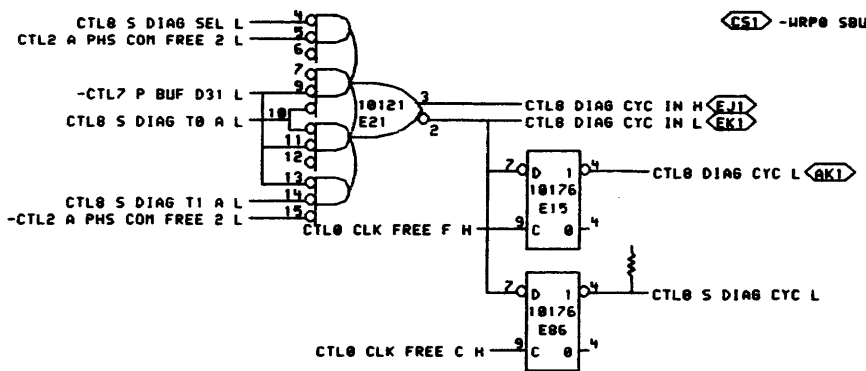 CTL8 S DIAG SEL L 4
CS1 -WRP0 SBU
CTL2 A PHS COM FREE 2 L 5
6
7
-CTL7 P BUF D31 L 9
10121 3 CTL8 DIAG CYC IN H EJ1
10
CTL8 S DIAG T0 A L
E21 2 CTL8 DIAG CYC IN L EK1
11
12
13
CTL8 S DIAG T1 A L 14
-CTL2 A PHS COM FREE 2 L 15
7 D 1 4 CTL8 DIAG CYC L AK1
10176
E15
CTL0 CLK FREE F H 9 C 0 4
7 D 1 4 CTL8 S DIAG CYC L
10176
E86
CTL0 CLK FREE C H 9 C 0 4